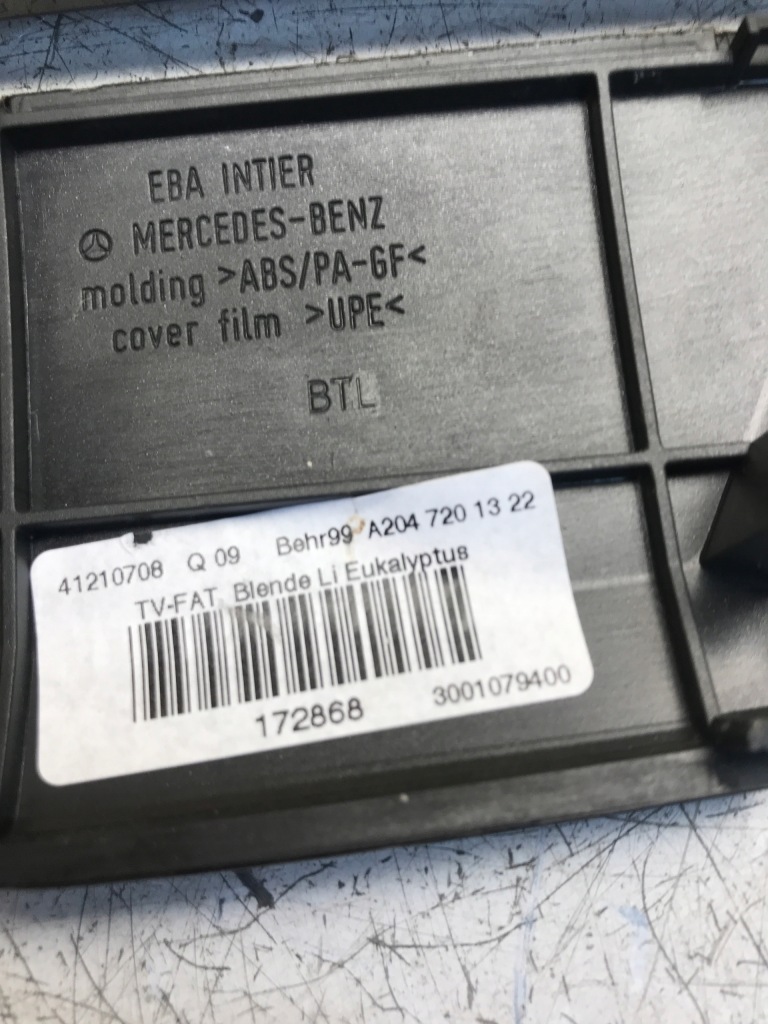 EBA INTIER
MERCEDES-BENZ
molding >ABS/PA-GF<
cover film >UPE<
BTL
41210708 Q 09 Behr99 A204 720 13 22
TV-FAT Blende Li Eukalyptus
172868 3001079400